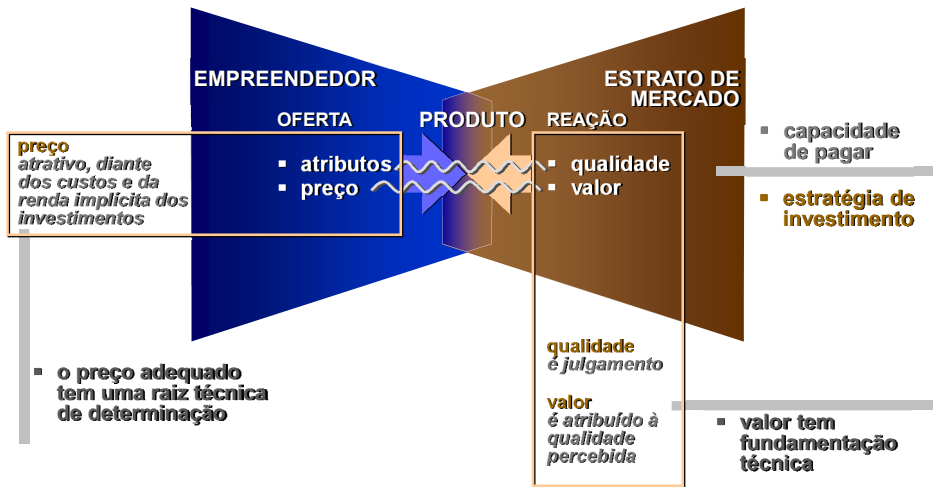 EMPREENDEDOR
ESTRATO DE
MERCADO
OFERTA
PRODUTO
REAÇÃO
preço
atrativo, diante
dos custos e da
renda implícita dos
investimentos
▪ atributos
▪ preço
▪ qualidade
▪ valor
▪ capacidade
de pagar
▪ estratégia de
investimento
qualidade
é julgamento
valor
é atribuído à
qualidade
percebida
▪ o preço adequado
tem uma raiz técnica
de determinação
▪ valor tem
fundamentação
técnica